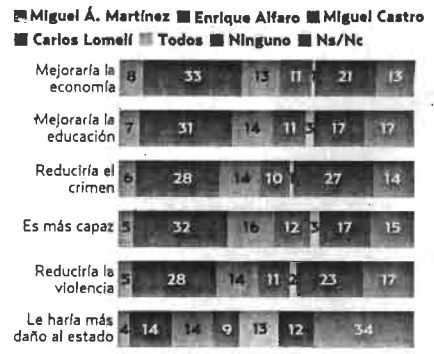 Miguel Á. Martínez Enrique Alfaro Miguel Castro
Carlos Lomelí Todos Ninguno Ns/Nc
Mejoraría la
economía
8 33 13 11 21 13
Mejoraría la
educación
7 31 14 11 3 17 17
Reduciría el
crimen
6 28 14 10 27 14
Es más capaz 5 32 16 12 3 17 15
Reduciría la
violencia
5 28 14 11 2 23 17
Le haría más
daño al estado
4 14 14 9 13 12 34